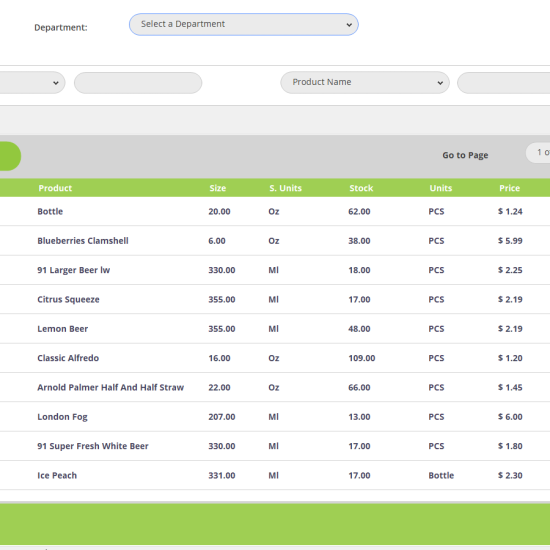 Department: Select a Department
Product Name
Go to Page 1 o
Product Size S. Units Stock Units Price
Bottle 20.00 Oz 62.00 PCS $ 1.24
Blueberries Clamshell 6.00 Oz 38.00 PCS $ 5.99
91 Larger Beer lw 330.00 Ml 18.00 PCS $ 2.25
Citrus Squeeze 355.00 Ml 17.00 PCS $ 2.19
Lemon Beer 355.00 Ml 48.00 PCS $ 2.19
Classic Alfredo 16.00 Oz 109.00 PCS $ 1.20
Arnold Palmer Half And Half Straw 22.00 Oz 66.00 PCS $ 1.45
London Fog 207.00 Ml 13.00 PCS $ 6.00
91 Super Fresh White Beer 330.00 Ml 17.00 PCS $ 1.80
Ice Peach 331.00 Ml 17.00 Bottle $ 2.30